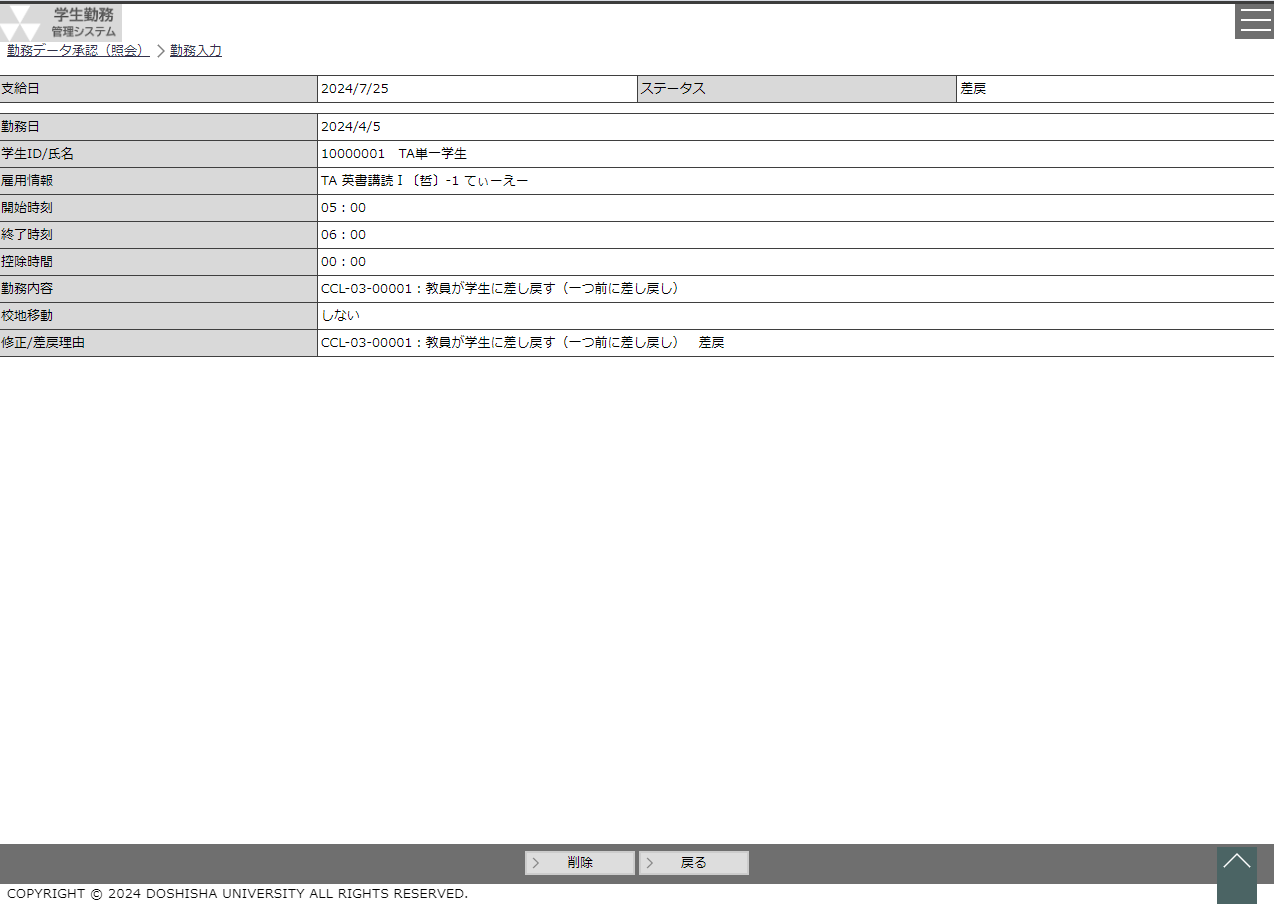 学生勤務
管理システム
勤務データ承認（照会） 勤務入力
支給日 2024/7/25 ステータス 差戻
勤務日 2024/4/5
学生ID/氏名 10000001　TA単一学生
雇用情報 TA 英書講読Ⅰ〔哲〕-1 てぃーえー
開始時刻 05：00
終了時刻 06：00
控除時間 00：00
勤務内容 CCL-03-00001：教員が学生に差し戻す（一つ前に差し戻し）
校地移動 しない
修正/差戻理由 CCL-03-00001：教員が学生に差し戻す（一つ前に差し戻し）　差戻
削除 戻る
COPYRIGHT © 2024 DOSHISHA UNIVERSITY ALL RIGHTS RESERVED.